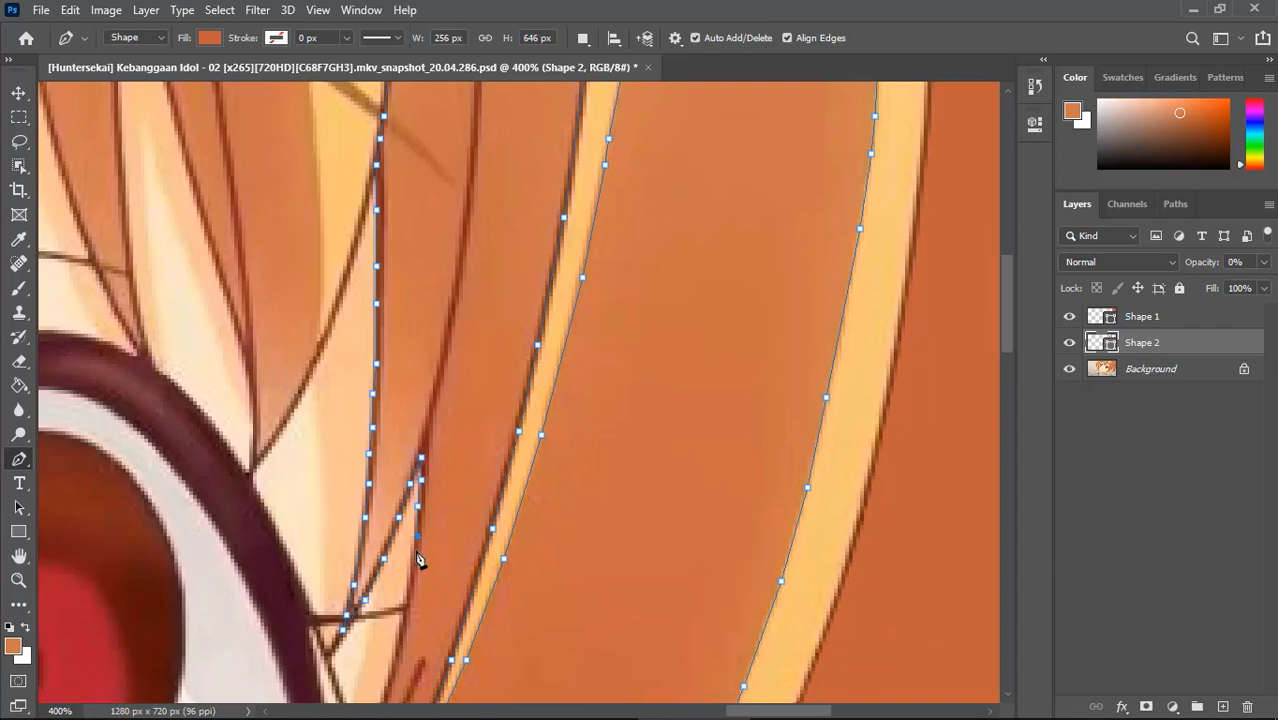 Ps File Edit Image Layer Type Select Filter 3D View Window Help
Shape Fill: Stroke: 0 px W: 256 px H: 646 px Auto Add/Delete Align Edges
[Huntersekai] Kebanggaan Idol - 02 [x265][720HD][C68F7GH3].mkv_snapshot_20.04.286.psd @ 400% (Shape 2, RGB/8#) *
Color Swatches Gradients Patterns
Layers Channels Paths
Kind
Normal Opacity: 0%
Lock: Fill: 100%
Shape 1
Shape 2
Background
400% 1280 px x 720 px (96 ppi)